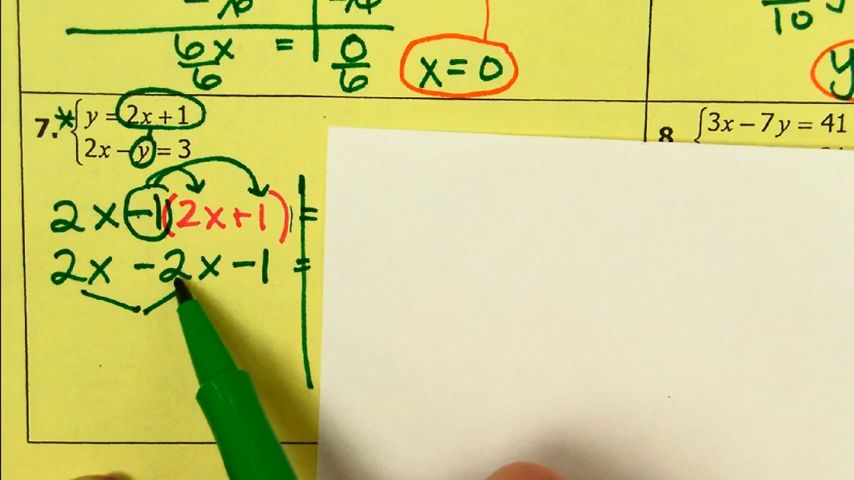 6x/6 = 0/6
x = 0
10
y
7. * { y = 2x + 1
2x − y = 3
8 { 3x − 7y = 41
2x −1(2x+1) =
2x − 2x − 1 =